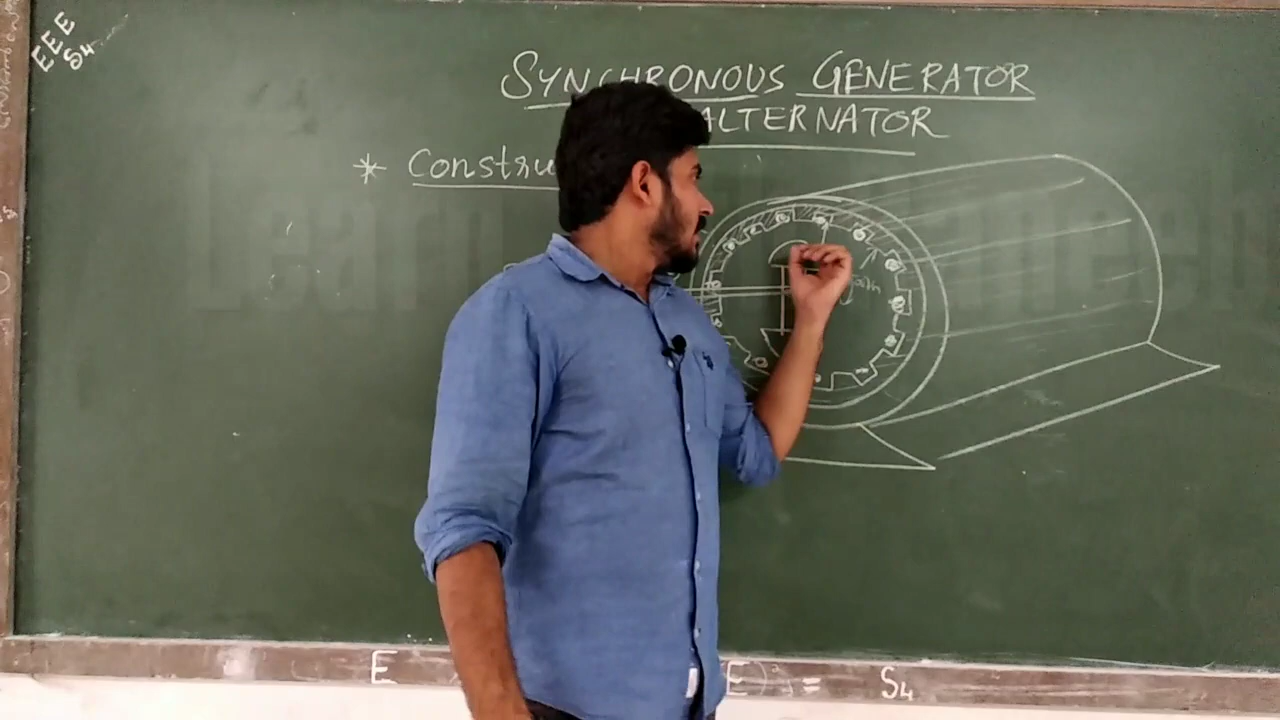 EEE
S4
SYNCHRONOUS GENERATOR
ALTERNATOR
* Constru
E
E
= S4